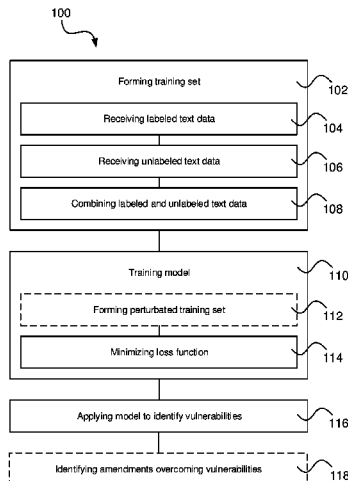 100
Forming training set
102
Receiving labeled text data
104
Receiving unlabeled text data
106
Combining labeled and unlabeled text data
108
Training model
110
Forming perturbated training set
112
Minimizing loss function
114
Applying model to identify vulnerabilities
116
Identifying amendments overcoming vulnerabilities
118